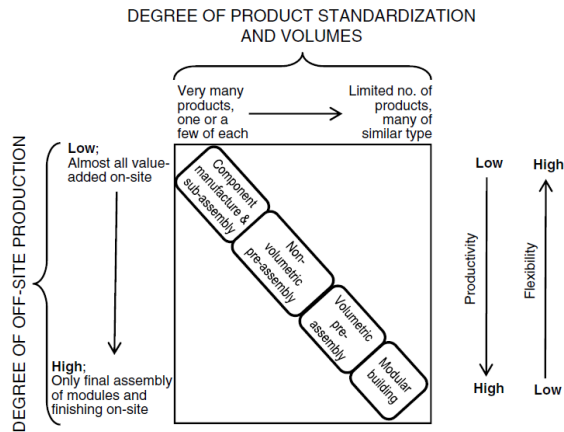 DEGREE OF PRODUCT STANDARDIZATION
AND VOLUMES
Very many
products,
one or a
few of each
Limited no. of
products,
many of
similar type
DEGREE OF OFF-SITE PRODUCTION
Low;
Almost all value-
added on-site
High;
Only final assembly
of modules and
finishing on-site
Component
manufacture &
sub-assembly
Non-
volumetric
pre-assembly
Volumetric
pre-
assembly
Modular
building
Low
Productivity
High
High
Flexibility
Low